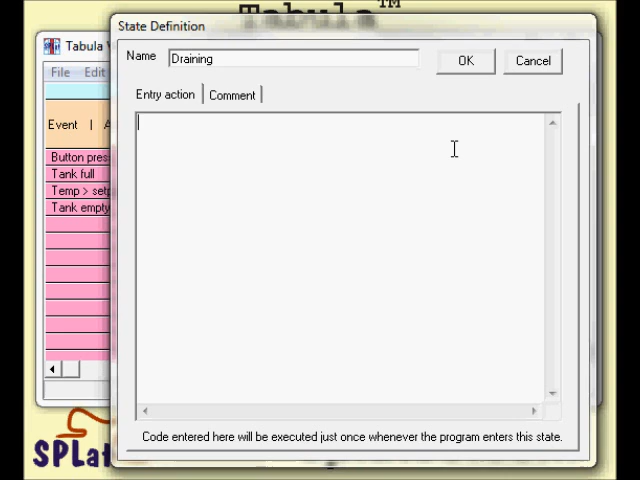 Tabula™
State Definition
Tabula
File Edit
Name Draining
OK Cancel
Entry action Comment
Event |
Button pres
Tank full
Temp > setp
Tank empty
Code entered here will be executed just once whenever the program enters this state.
SPLat